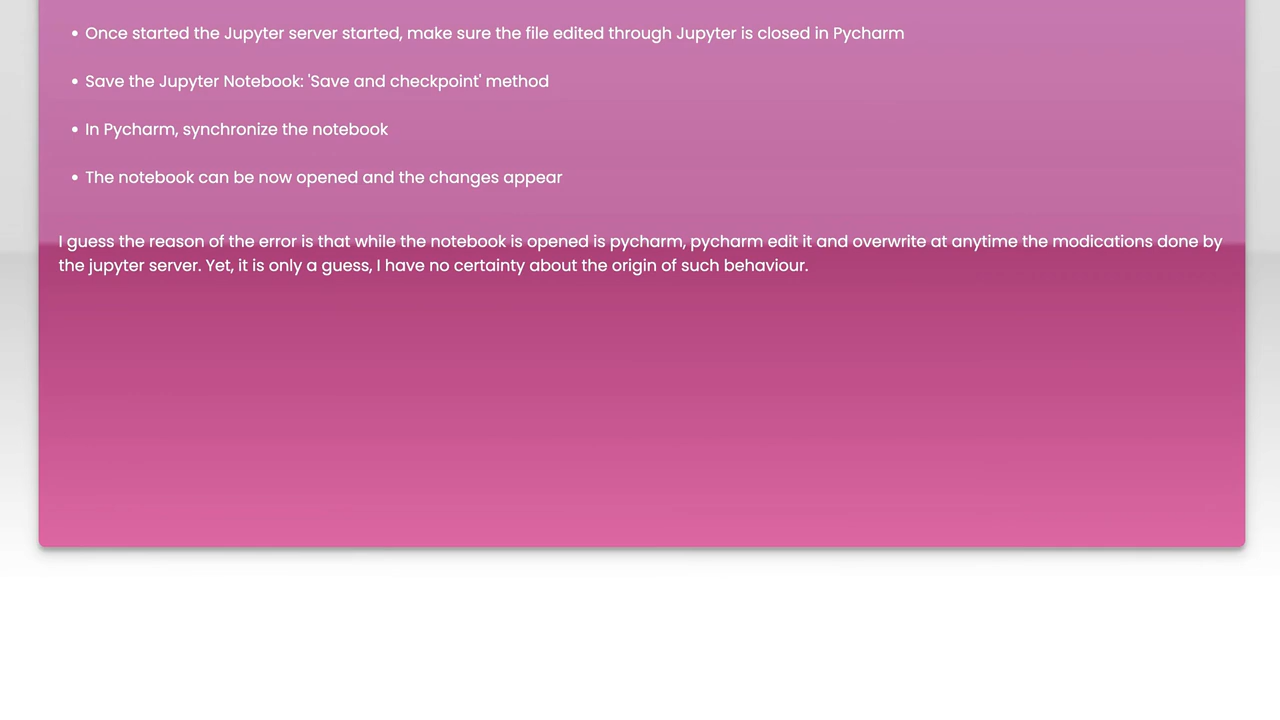 • Once started the Jupyter server started, make sure the file edited through Jupyter is closed in Pycharm
• Save the Jupyter Notebook: 'Save and checkpoint' method
• In Pycharm, synchronize the notebook
• The notebook can be now opened and the changes appear
I guess the reason of the error is that while the notebook is opened is pycharm, pycharm edit it and overwrite at anytime the modications done by
the jupyter server. Yet, it is only a guess, I have no certainty about the origin of such behaviour.